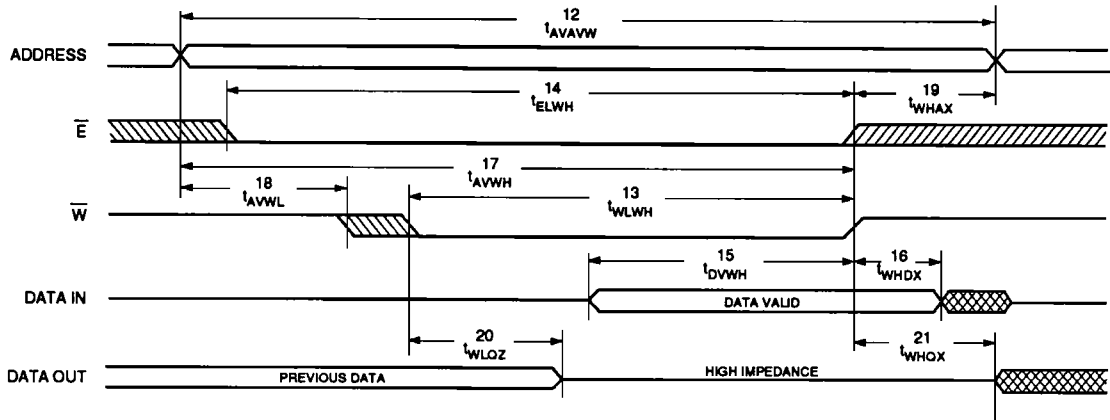 12
tAVAVW
ADDRESS
14
tELWH
19
tWHAX
E
17
tAVWH
18
tAVWL
13
tWLWH
W
15
tDVWH
16
tWHDX
DATA IN
DATA VALID
20
tWLQZ
21
tWHQX
DATA OUT
PREVIOUS DATA
HIGH IMPEDANCE